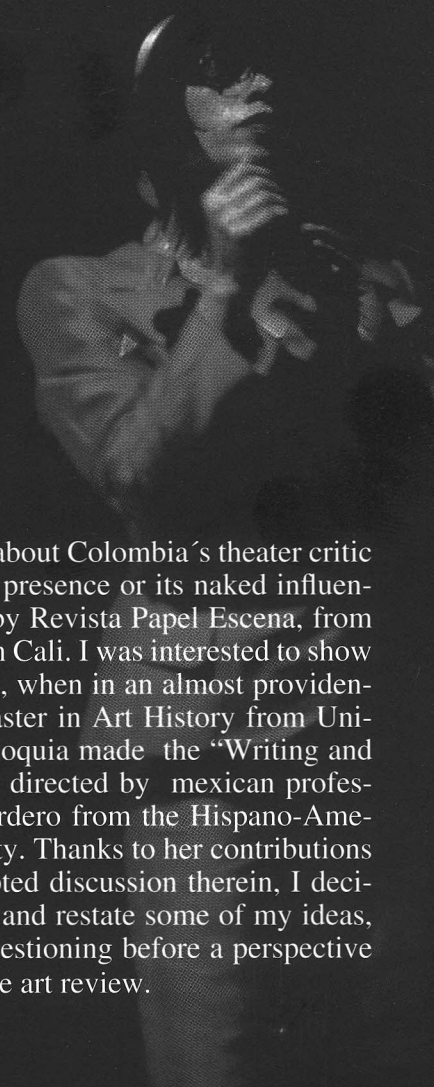 about Colombia´s theater critic
presence or its naked influen-
by Revista Papel Escena, from
Cali. I was interested to show
, when in an almost providen-
aster in Art History from Uni-
oquia made the “Writing and
directed by mexican profes-
rdero from the Hispano-Ame-
ty. Thanks to her contributions
pted discussion therein, I deci-
and restate some of my ideas,
estioning before a perspective
e art review.